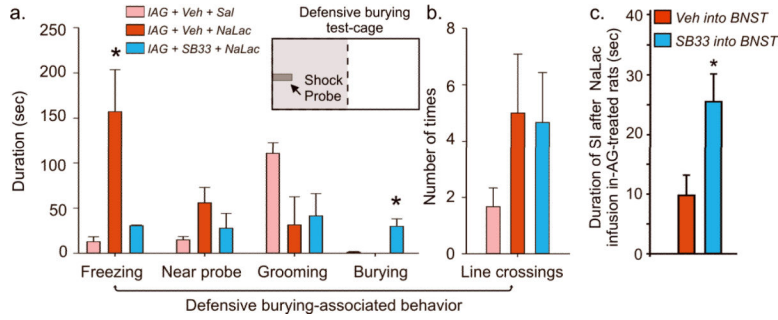 a.
IAG + Veh + Sal
IAG + Veh + NaLac
IAG + SB33 + NaLac
Defensive burying
test-cage
Shock
Probe
Duration (sec)
250
200
150
100
50
0
*
*
Freezing
Near probe
Grooming
Burying
b.
Number of times
8
6
4
2
0
Line crossings
Defensive burying-associated behavior
c.
Veh into BNST
SB33 into BNST
Duration of SI after NaLac
infusion in-AG-treated rats (sec)
40
30
20
10
0
*